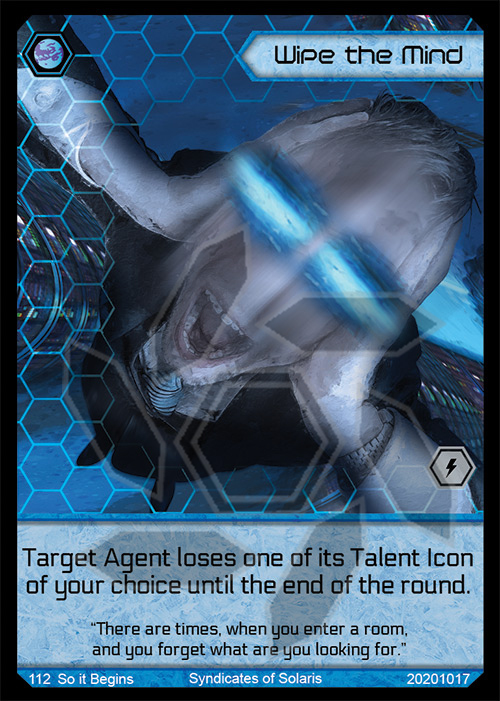 Wipe the Mind
Target Agent loses one of its Talent Icon
of your choice until the end of the round.
“There are times, when you enter a room,
and you forget what are you looking for.”
112 So it Begins Syndicates of Solaris 20201017